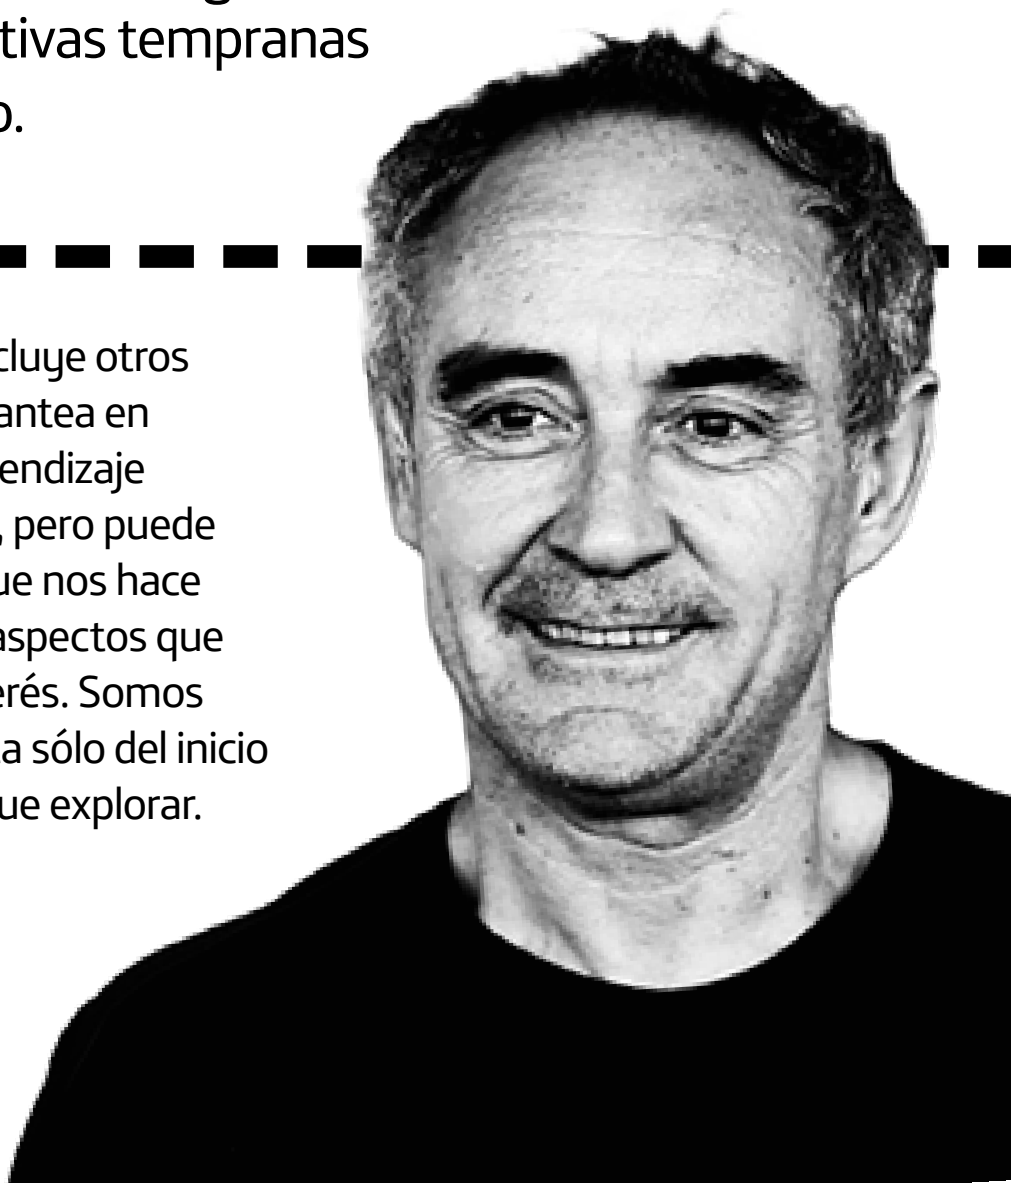 tivas tempranas
o.
cluye otros
antea en
endizaje
, pero puede
ue nos hace
aspectos que
erés. Somos
a sólo del inicio
ue explorar.